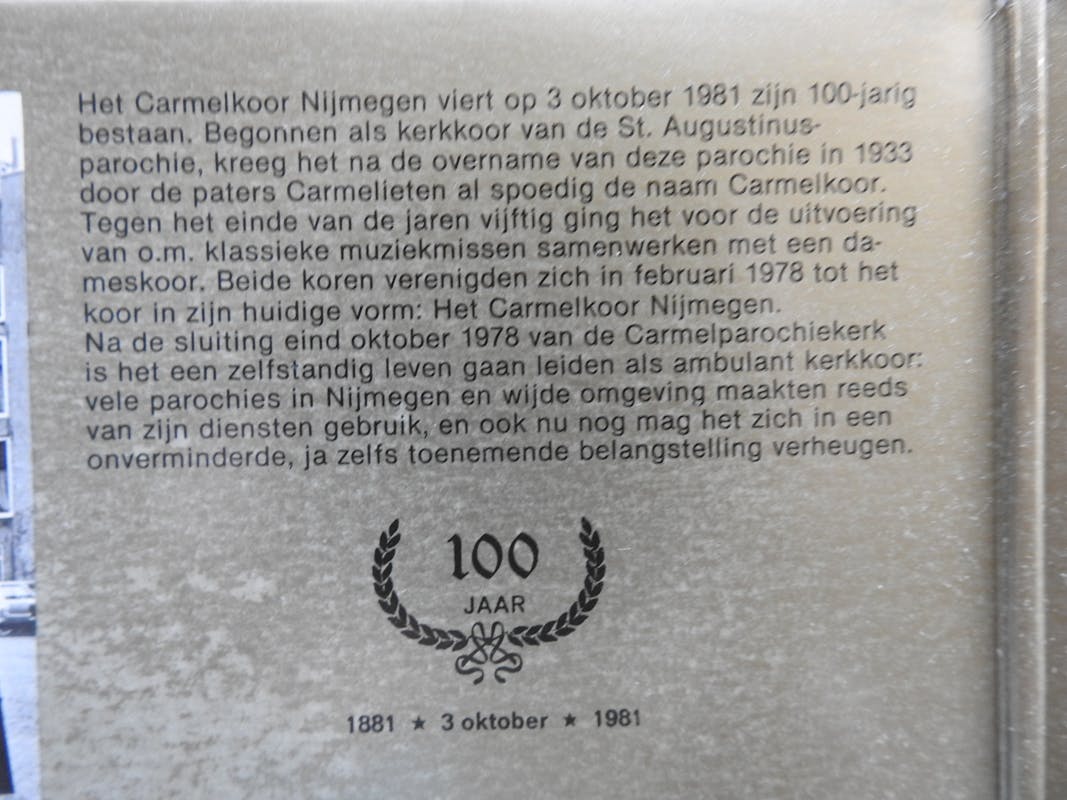 Het Carmelkoor Nijmegen viert op 3 oktober 1981 zijn 100-jarig
bestaan. Begonnen als kerkkoor van de St. Augustinus-
parochie, kreeg het na de overname van deze parochie in 1933
door de paters Carmelieten al spoedig de naam Carmelkoor.
Tegen het einde van de jaren vijftig ging het voor de uitvoering
van o.m. klassieke muziekmissen samenwerken met een da-
meskoor. Beide koren verenigden zich in februari 1978 tot het
koor in zijn huidige vorm: Het Carmelkoor Nijmegen.
Na de sluiting eind oktober 1978 van de Carmelparochiekerk
is het een zelfstandig leven gaan leiden als ambulant kerkkoor:
vele parochies in Nijmegen en wijde omgeving maakten reeds
van zijn diensten gebruik, en ook nu nog mag het zich in een
onverminderde, ja zelfs toenemende belangstelling verheugen.
100
JAAR
1881 ★ 3 oktober ★ 1981